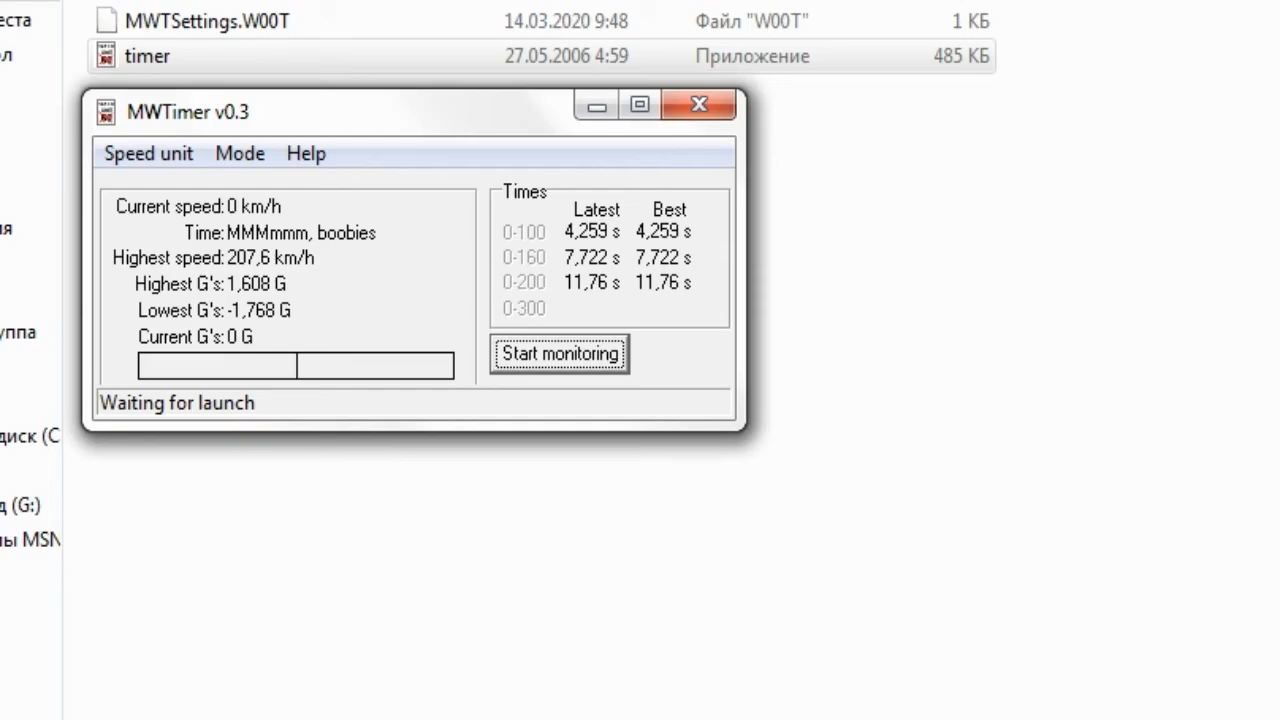 еста
MWTSettings.W00T 14.03.2020 9:48 Файл "W00T" 1 КБ
timer 27.05.2006 4:59 Приложение 485 КБ
MWTimer v0.3
Speed unit Mode Help
Current speed: 0 km/h
Time: MMMmmm, boobies
Highest speed: 207,6 km/h
Highest G's: 1,608 G
Lowest G's: -1,768 G
Current G's: 0 G
Times
Latest Best
0-100 4,259 s 4,259 s
0-160 7,722 s 7,722 s
0-200 11,76 s 11,76 s
0-300
Start monitoring
Waiting for launch
ол
ия
уппа
диск (C
д (G:)
ны MSN